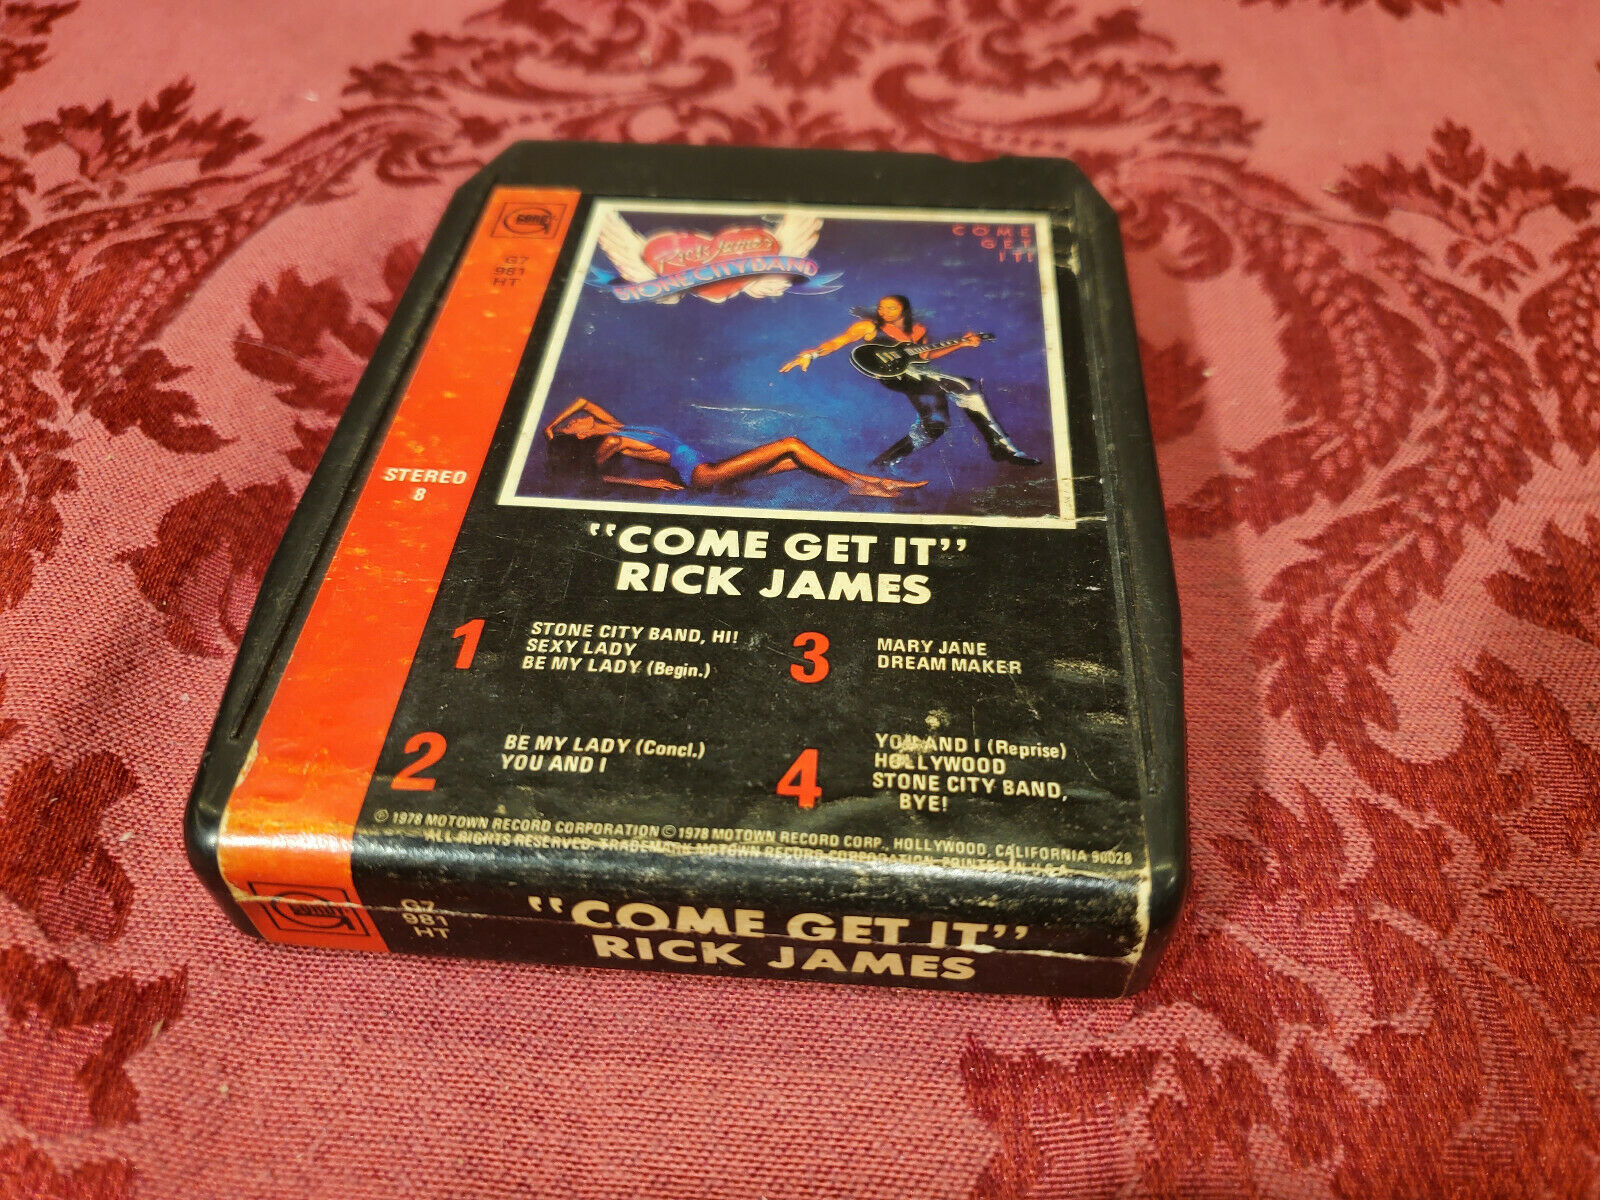 GORDY
G7
981
HT
STEREO
8
Rick James
STONE CITY BAND
COME
GET
IT!
"COME GET IT"
RICK JAMES
1
STONE CITY BAND, HI!
SEXY LADY
BE MY LADY (Begin.)
2
BE MY LADY (Concl.)
YOU AND I
3
MARY JANE
DREAM MAKER
4
YOU AND I (Reprise)
HOLLYWOOD
STONE CITY BAND,
BYE!
℗ 1978 MOTOWN RECORD CORPORATION © 1978 MOTOWN RECORD CORP., HOLLYWOOD, CALIFORNIA 90028
ALL RIGHTS RESERVED. TRADEMARK MOTOWN RECORD CORPORATION. PRINTED IN U.S.A.
G7
981
HT
"COME GET IT"
RICK JAMES